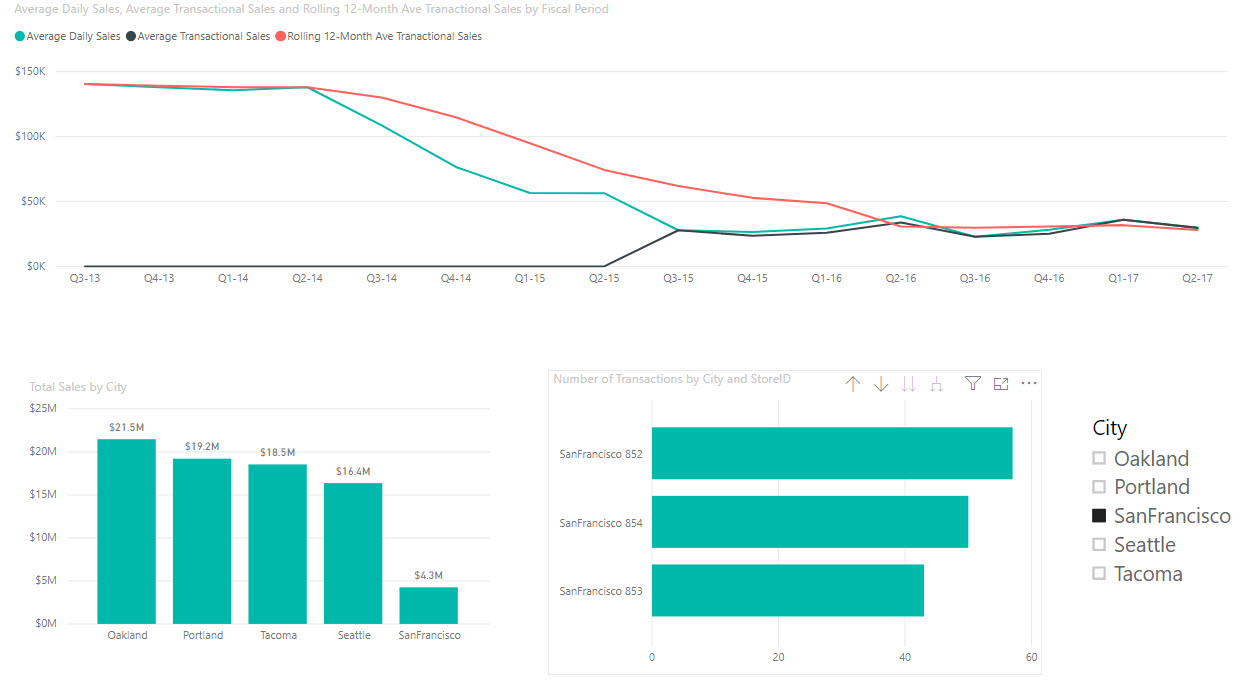 Average Daily Sales, Average Transactional Sales and Rolling 12-Month Ave Tranactional Sales by Fiscal Period
Average Daily Sales Average Transactional Sales Rolling 12-Month Ave Tranactional Sales
$150K
$100K
$50K
$0K
Q3-13 Q4-13 Q1-14 Q2-14 Q3-14 Q4-14 Q1-15 Q2-15 Q3-15 Q4-15 Q1-16 Q2-16 Q3-16 Q4-16 Q1-17 Q2-17
Total Sales by City
$25M
$20M
$15M
$10M
$5M
$0M
$21.5M
$19.2M
$18.5M
$16.4M
$4.3M
Oakland Portland Tacoma Seattle SanFrancisco
Number of Transactions by City and StoreID
SanFrancisco 852
SanFrancisco 854
SanFrancisco 853
0 20 40 60
City
Oakland
Portland
SanFrancisco
Seattle
Tacoma